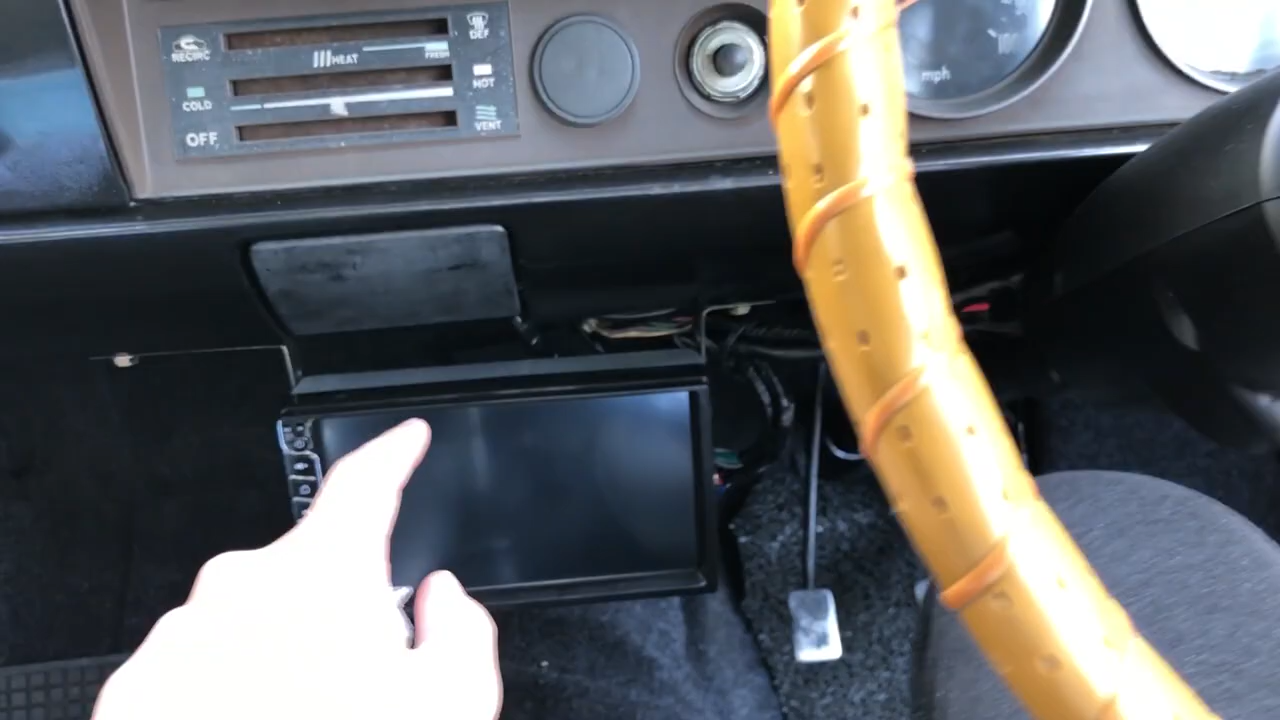 RECIRC
HEAT
FRESH
DEF
COLD
HOT
OFF
VENT
mph